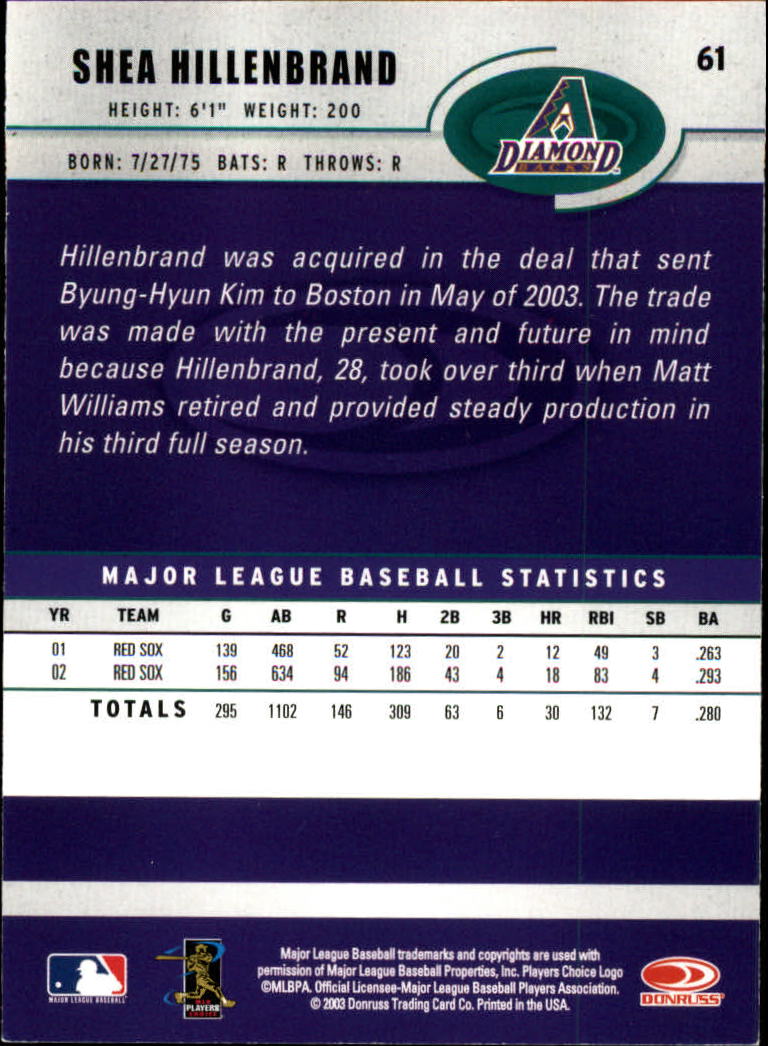 SHEA HILLENBRAND
61
HEIGHT: 6'1" WEIGHT: 200
BORN: 7/27/75 BATS: R THROWS: R
DIAMOND
BACKS
Hillenbrand was acquired in the deal that sent
Byung-Hyun Kim to Boston in May of 2003. The trade
was made with the present and future in mind
because Hillenbrand, 28, took over third when Matt
Williams retired and provided steady production in
his third full season.
MAJOR LEAGUE BASEBALL STATISTICS
YR TEAM G AB R H 2B 3B HR RBI SB BA
01 RED SOX 139 468 52 123 20 2 12 49 3 .263
02 RED SOX 156 634 94 186 43 4 18 83 4 .293
TOTALS 295 1102 146 309 63 6 30 132 7 .280
Major League Baseball trademarks and copyrights are used with
permission of Major League Baseball Properties, Inc. Players Choice Logo
©MLBPA, Official Licensee-Major League Baseball Players Association.
© 2003 Donruss Trading Card Co. Printed in the USA.
MAJOR LEAGUE BASEBALL
MLB
PLAYERS
CHOICE
DONRUSS